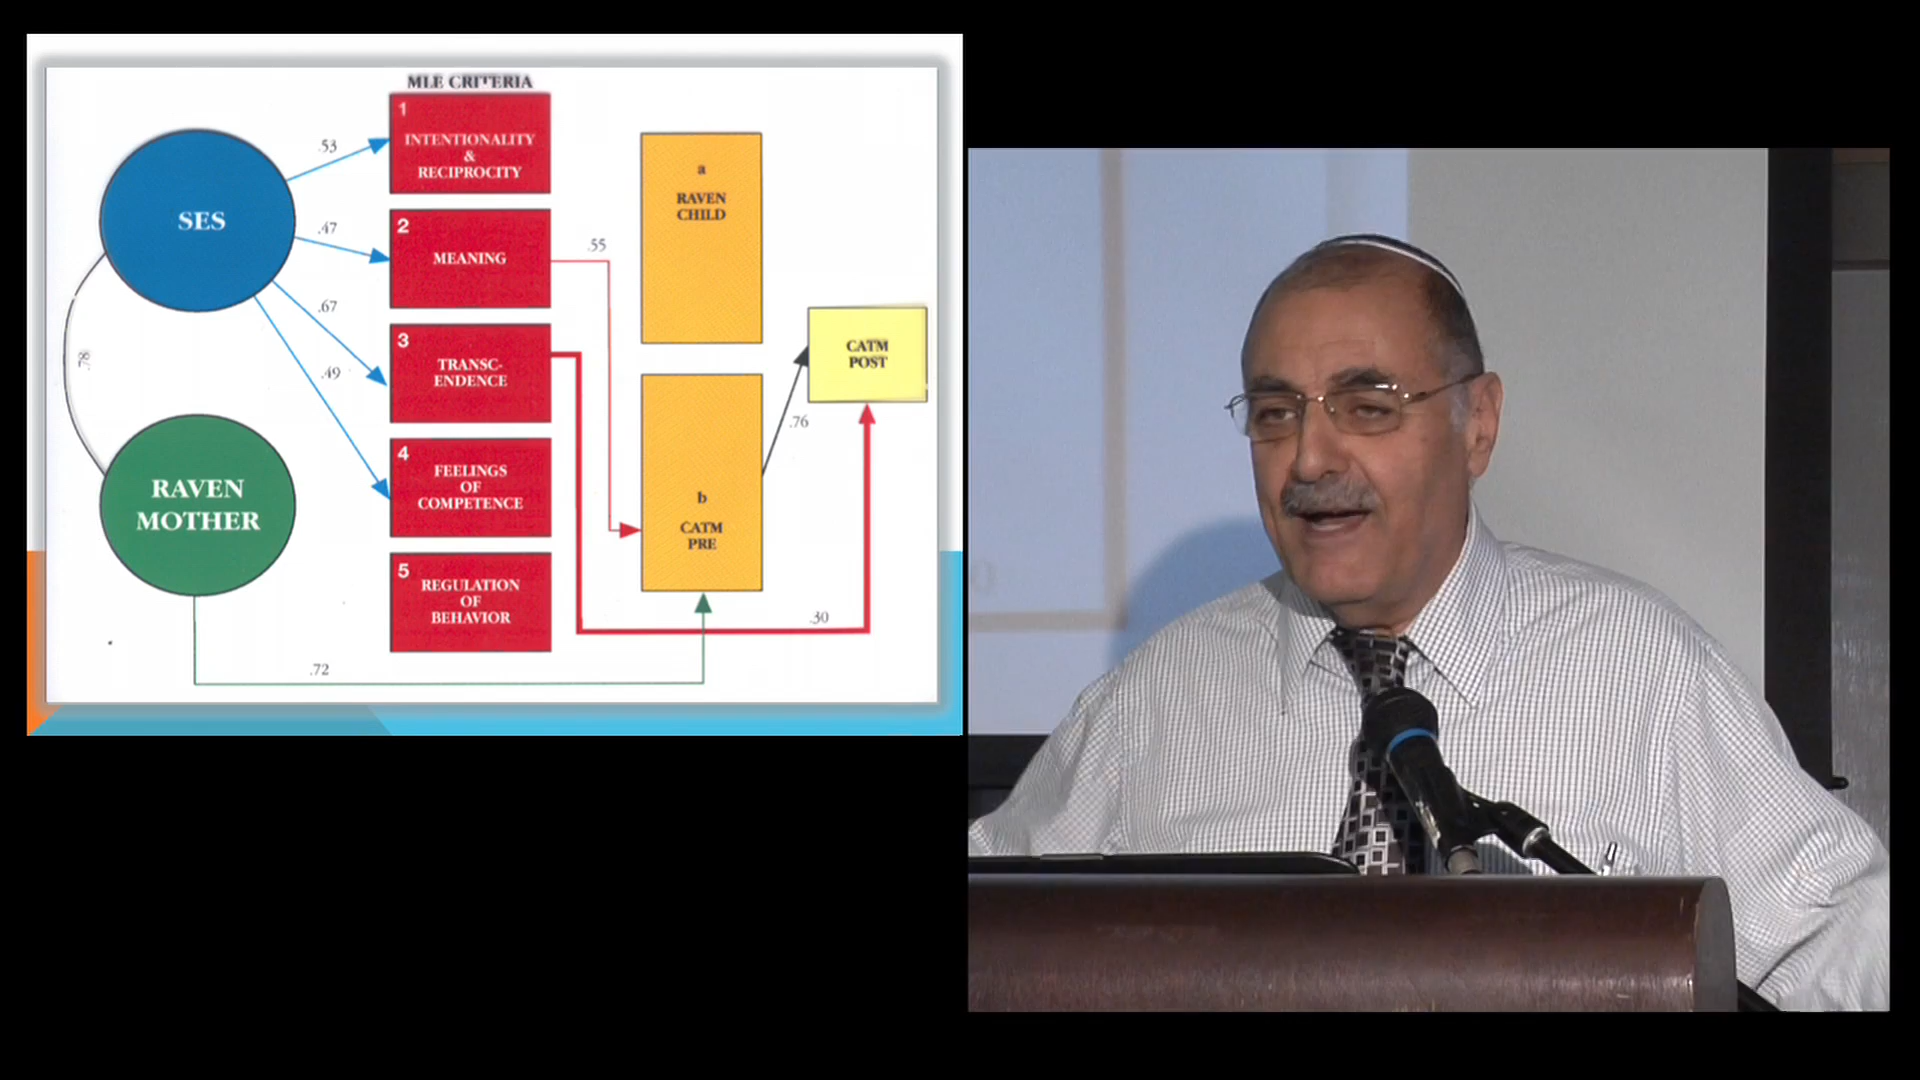 MLE CRITERIA
1
INTENTIONALITY
&
RECIPROCITY
.53
SES
2
MEANING
.47
.55
3
TRANSC-
ENDENCE
.67
4
FEELINGS
OF
COMPETENCE
.49
5
REGULATION
OF
BEHAVIOR
.78
RAVEN
MOTHER
a
RAVEN
CHILD
b
CATM
PRE
CATM
POST
.76
.30
.72